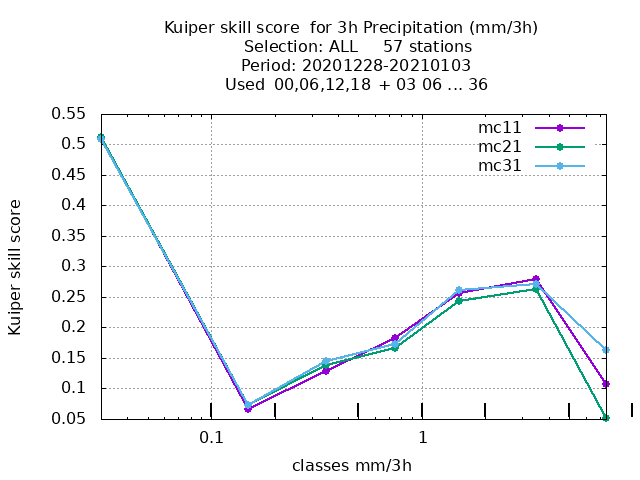 Kuiper skill score  for 3h Precipitation (mm/3h)
Selection: ALL     57 stations
Period: 20201228-20210103
Used  00,06,12,18  + 03 06 ... 36
0.55
0.5
0.45
0.4
0.35
0.3
0.25
0.2
0.15
0.1
0.05
Kuiper skill score
mc11
mc21
mc31
0.1
1
classes mm/3h